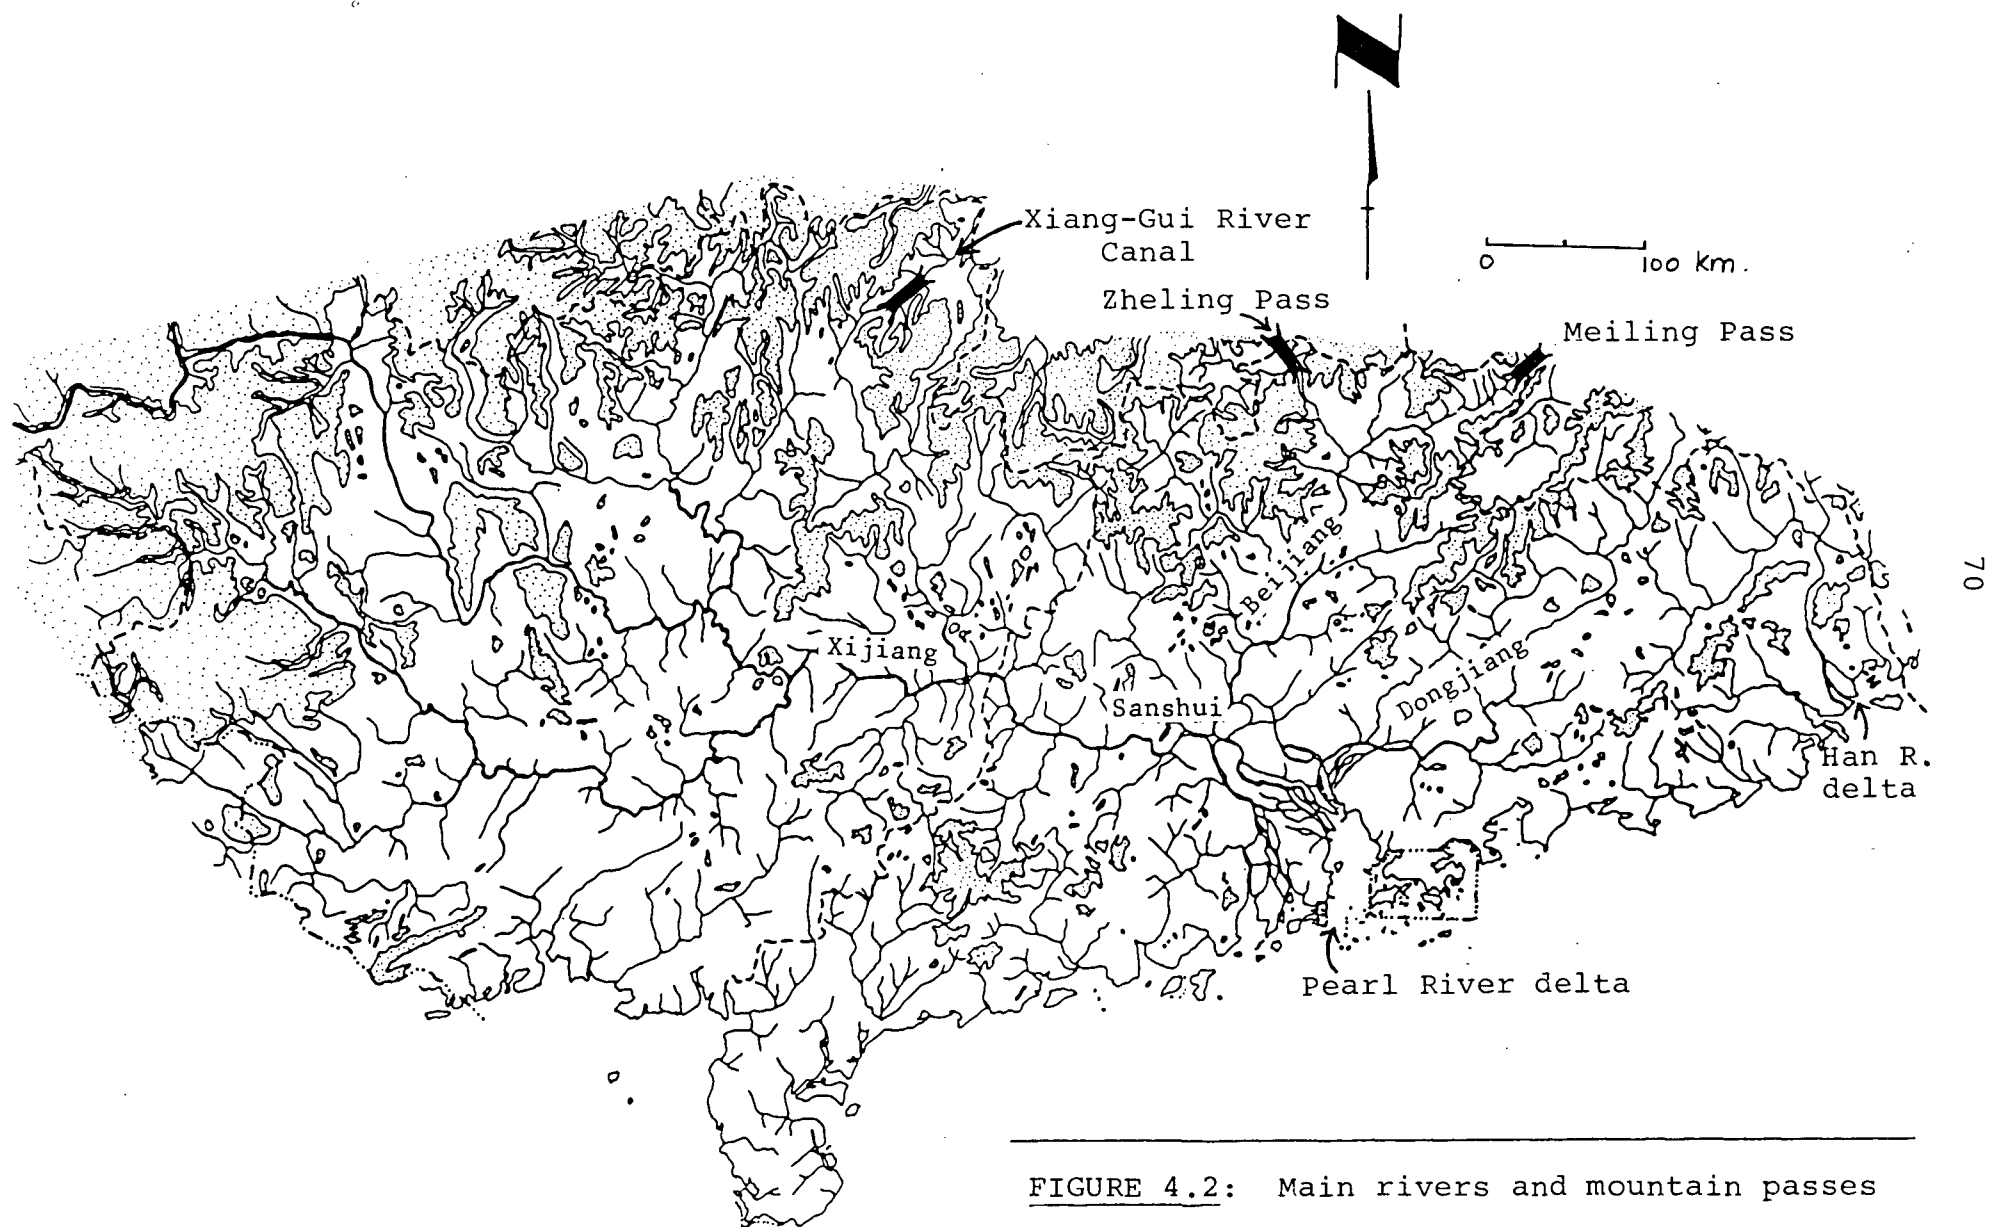 N
Xiang-Gui River
Canal
0 100 km.
Zheling Pass
Meiling Pass
Beijiang
70
Xijiang
Dongjiang
Sanshui
Han R.
delta
Pearl River delta
FIGURE 4.2: Main rivers and mountain passes